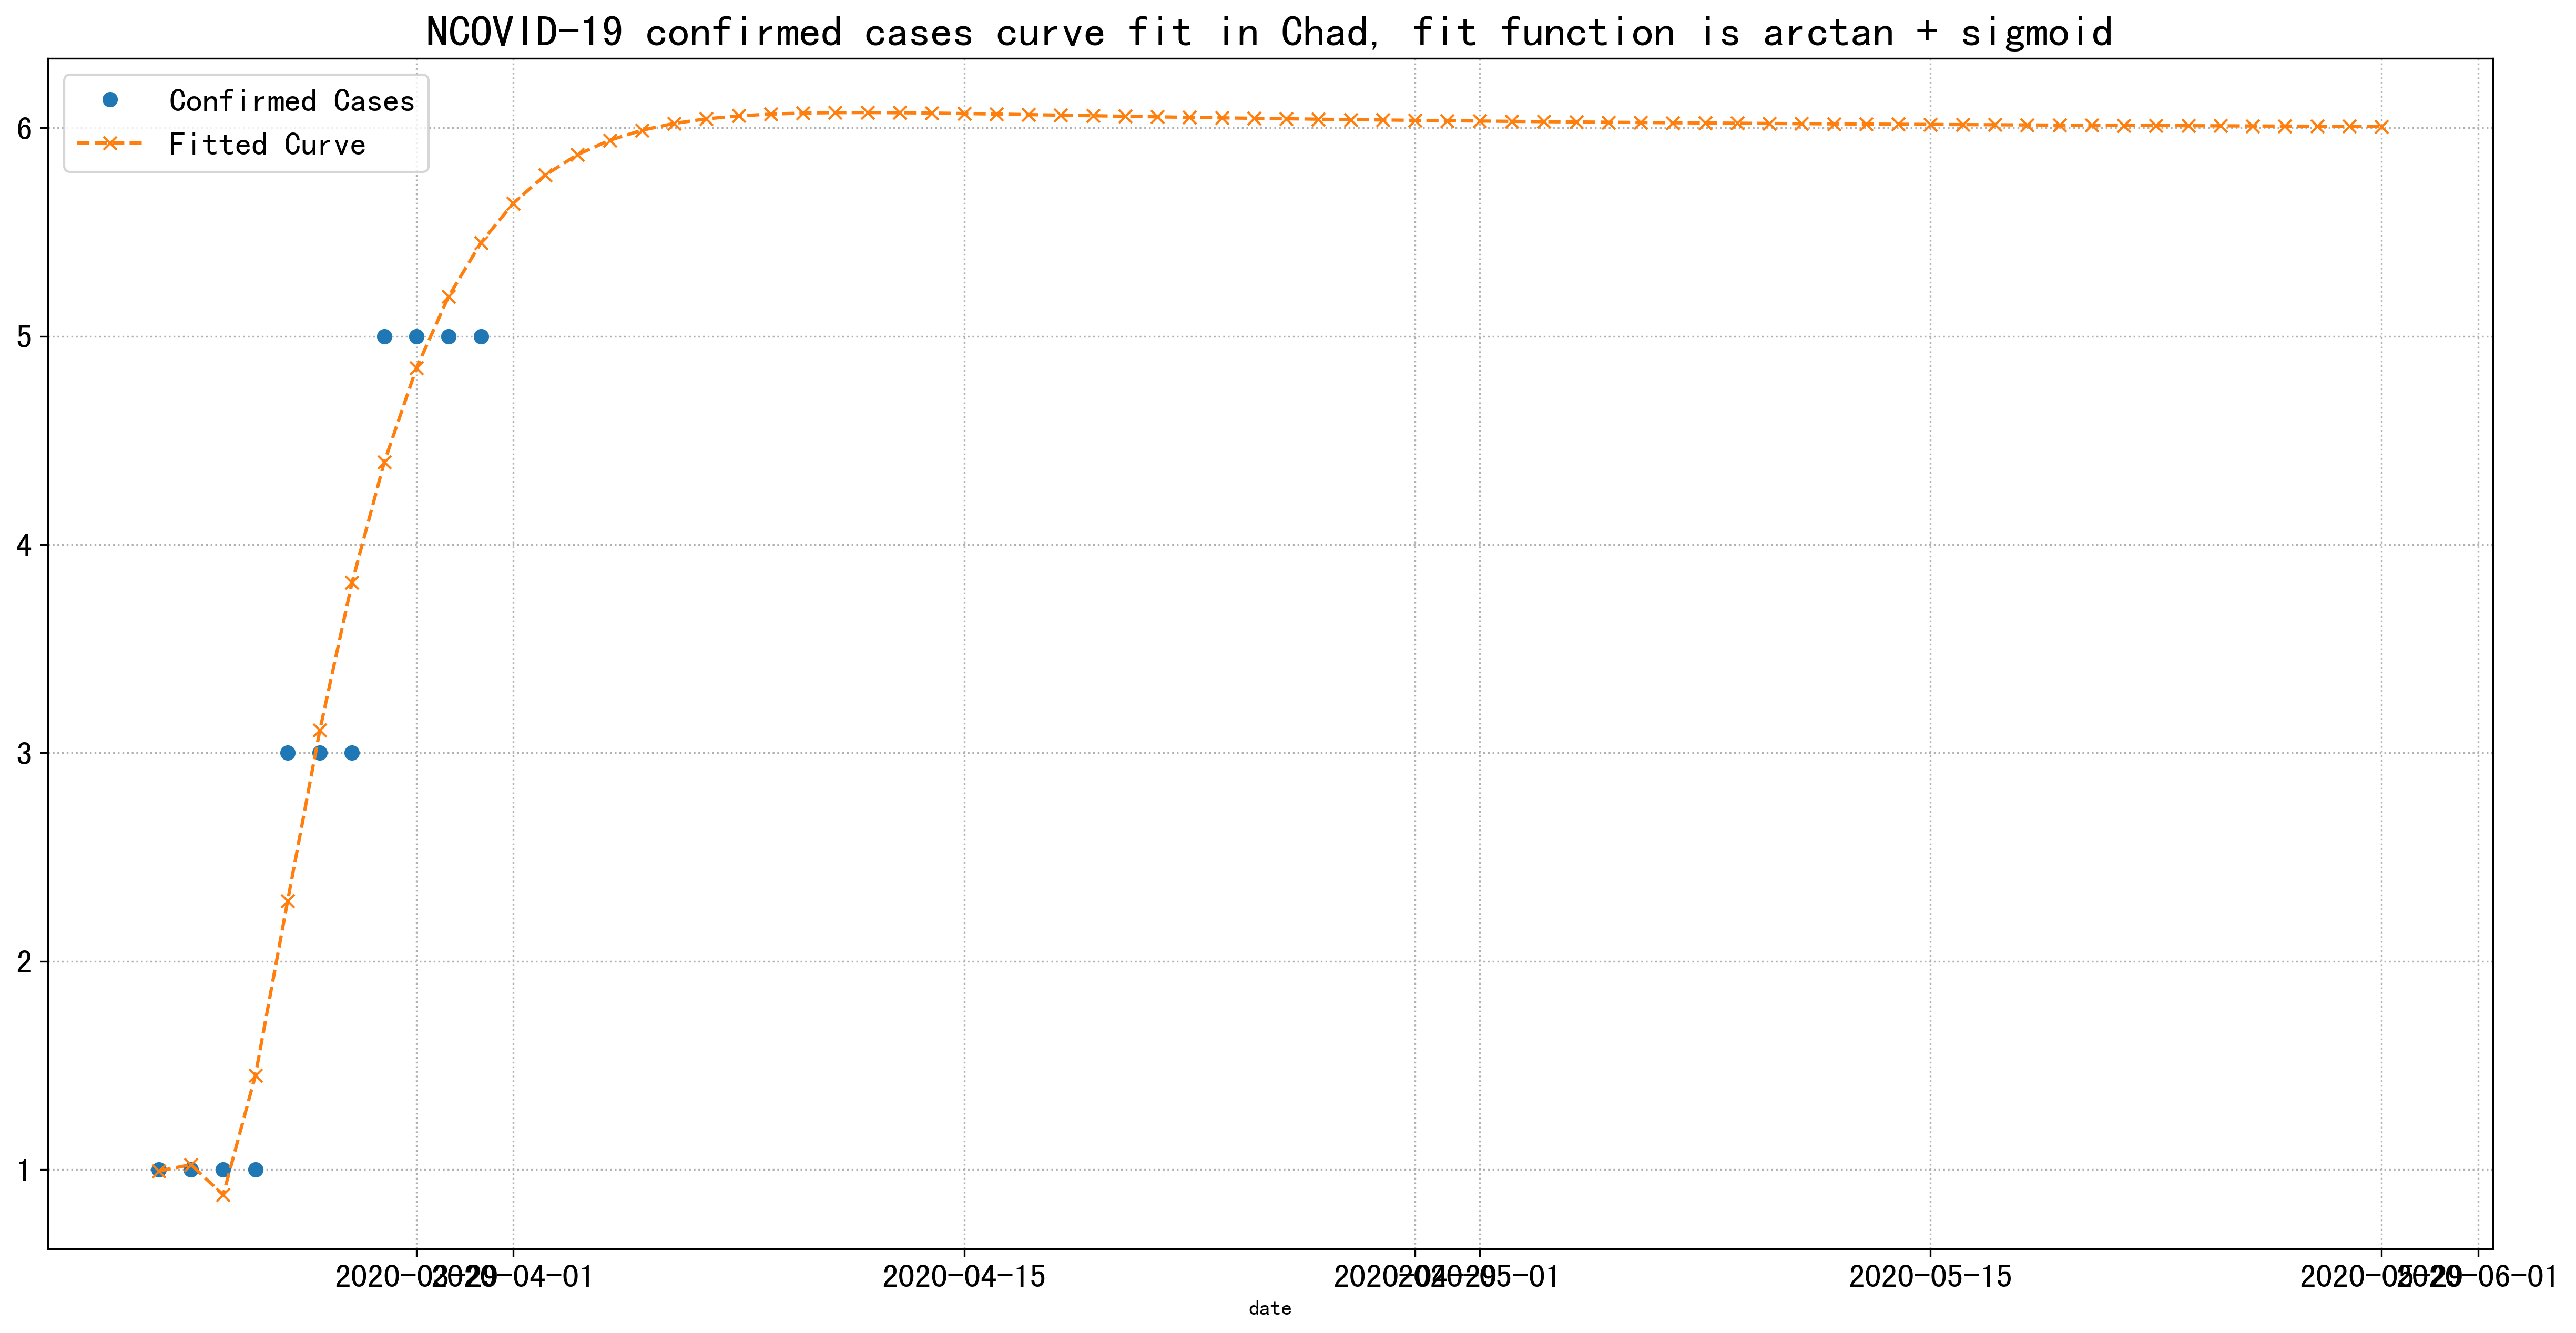 NCOVID-19 confirmed cases curve fit in Chad, fit function is arctan + sigmoid
Confirmed Cases
Fitted Curve
6
5
4
3
2
1
2020-03-29 2020-04-01 2020-04-15 2020-04-29 2020-05-01 2020-05-15 2020-05-29 2020-06-01
date